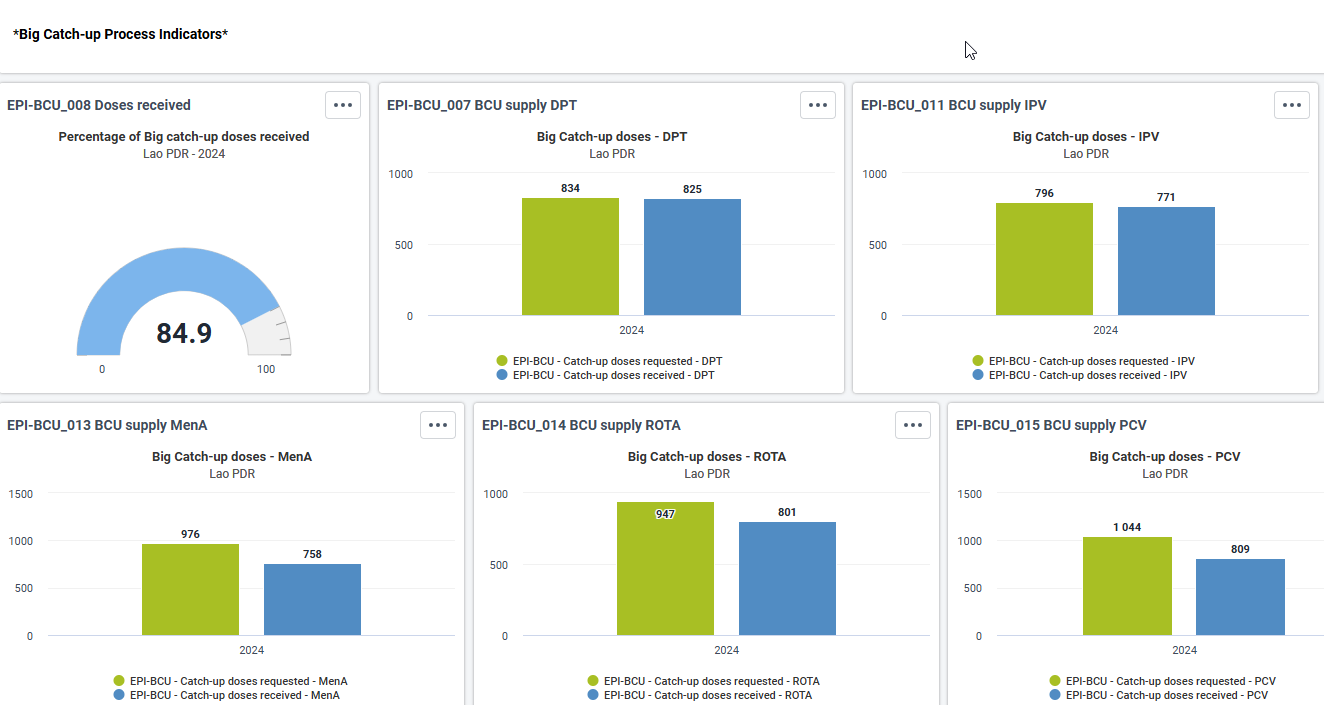 *Big Catch-up Process Indicators*
EPI-BCU_008 Doses received
Percentage of Big catch-up doses received
Lao PDR - 2024
84.9
0
100
EPI-BCU_007 BCU supply DPT
Big Catch-up doses - DPT
Lao PDR
1000
500
0
834
825
2024
EPI-BCU - Catch-up doses requested - DPT
EPI-BCU - Catch-up doses received - DPT
EPI-BCU_011 BCU supply IPV
Big Catch-up doses - IPV
Lao PDR
1000
500
0
796
771
2024
EPI-BCU - Catch-up doses requested - IPV
EPI-BCU - Catch-up doses received - IPV
EPI-BCU_013 BCU supply MenA
Big Catch-up doses - MenA
Lao PDR
1500
1000
500
0
976
758
2024
EPI-BCU - Catch-up doses requested - MenA
EPI-BCU - Catch-up doses received - MenA
EPI-BCU_014 BCU supply ROTA
Big Catch-up doses - ROTA
Lao PDR
1000
500
0
947
801
2024
EPI-BCU - Catch-up doses requested - ROTA
EPI-BCU - Catch-up doses received - ROTA
EPI-BCU_015 BCU supply PCV
Big Catch-up doses - PCV
Lao PDR
1500
1000
500
0
1 044
809
2024
EPI-BCU - Catch-up doses requested - PCV
EPI-BCU - Catch-up doses received - PCV